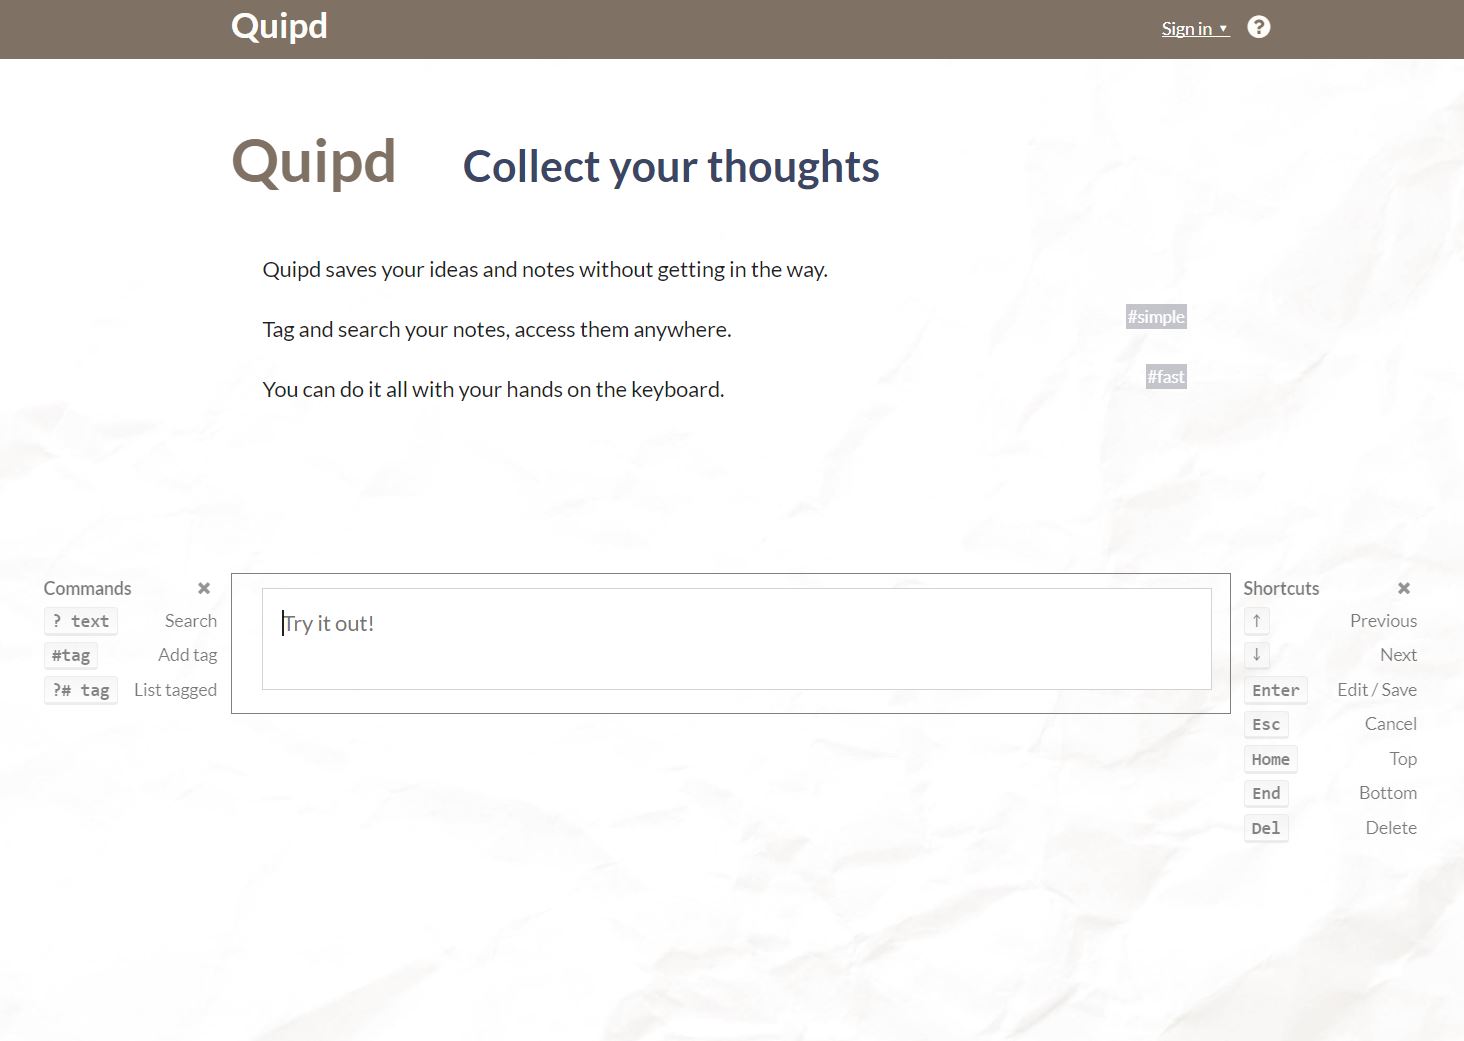 Quipd
Sign in ▼ ?
Quipd Collect your thoughts
Quipd saves your ideas and notes without getting in the way.
#simple
Tag and search your notes, access them anywhere.
#fast
You can do it all with your hands on the keyboard.
Commands ✖
? text Search
#tag Add tag
?# tag List tagged
Try it out!
Shortcuts ✖
↑ Previous
↓ Next
Enter Edit / Save
Esc Cancel
Home Top
End Bottom
Del Delete